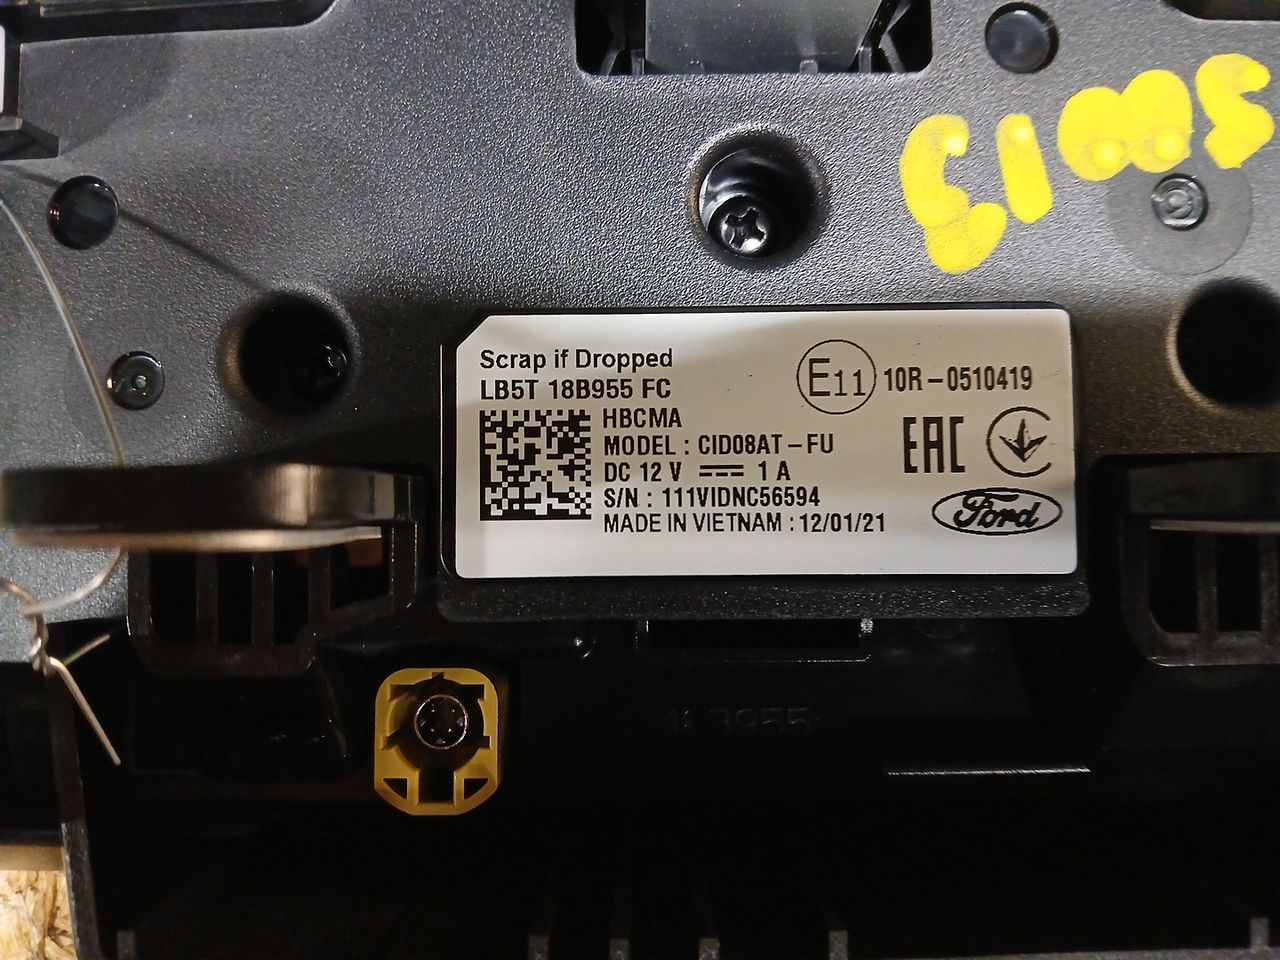 Scrap if Dropped
LB5T 18B955 FC
HBCMA
MODEL : CID08AT-FU
DC 12 V ⎓ 1 A
S/N : 111VIDNC56594
MADE IN VIETNAM : 12/01/21
E11 10R-0510419
EAC
Ford
18B955